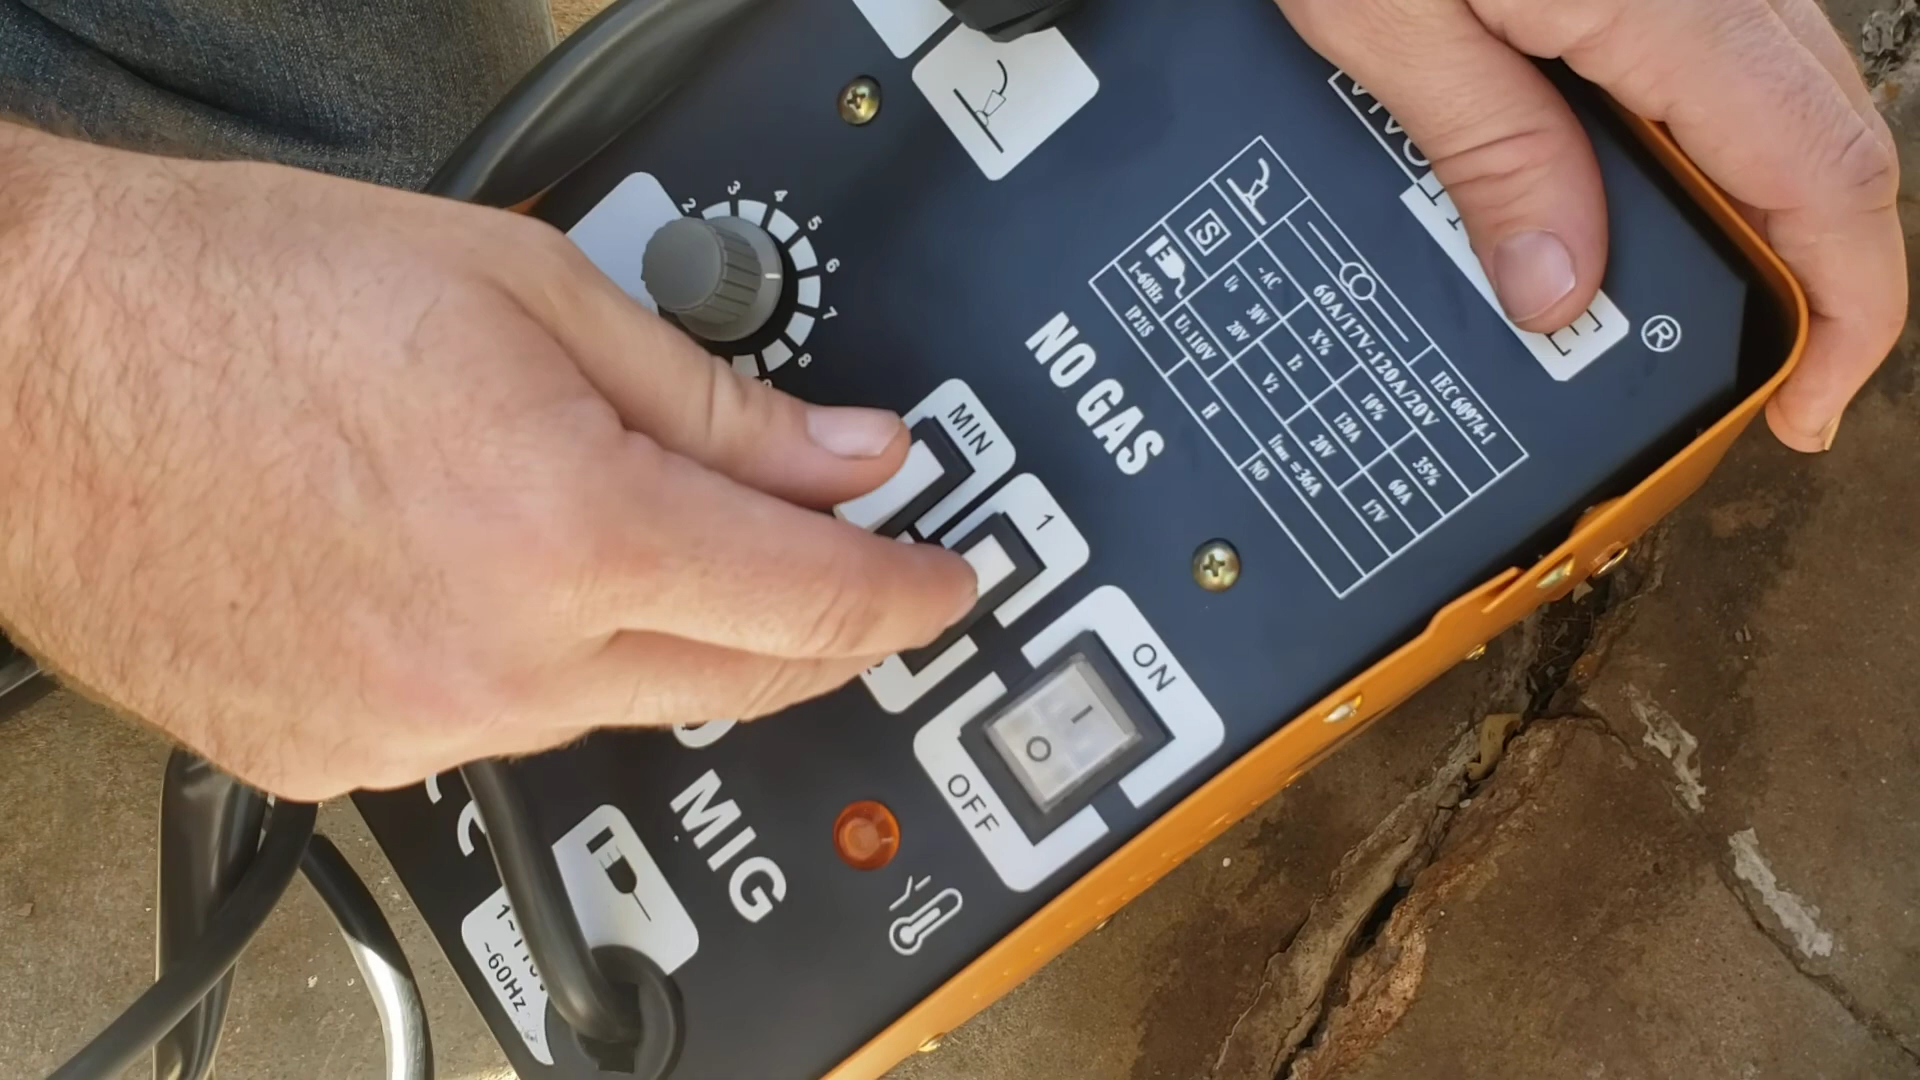 2
3
4
5
6
7
8
MIN
1
ON
OFF
I
O
NO GAS
MIG
®
S
IEC 60974-1
60A/17V-120A/20V
~AC
X%
10%
35%
U₀
30V
I₂
120A
60A
20V
V₂
20V
17V
1~60Hz
U₁ 110V
I₁max =36A
IP21S
H
NO
~60Hz